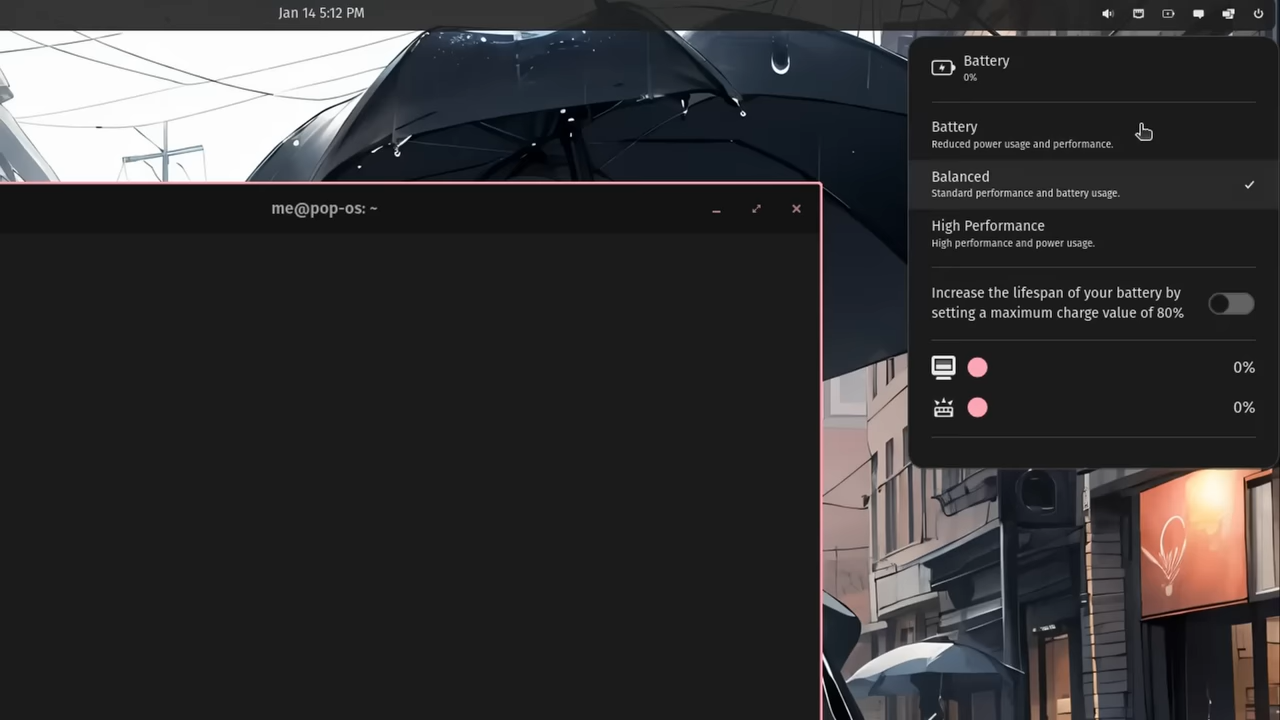 Jan 14 5:12 PM
Battery
0%
Battery
Reduced power usage and performance.
Balanced
Standard performance and battery usage.
me@pop-os: ~
High Performance
High performance and power usage.
Increase the lifespan of your battery by
setting a maximum charge value of 80%
0%
0%